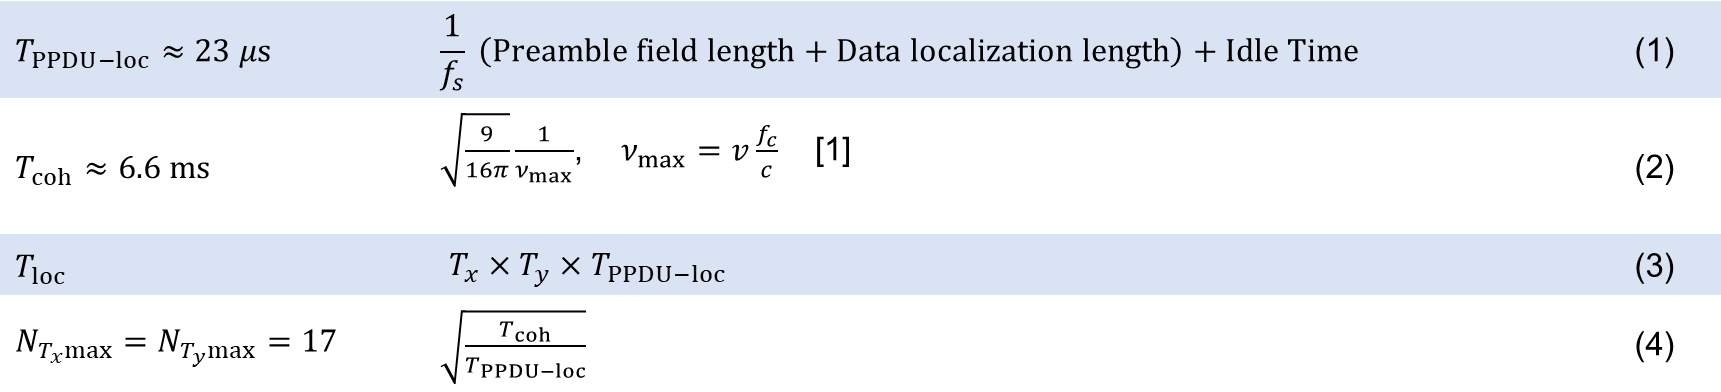 T_PPDU−loc ≈ 23 μs 1/f_s (Preamble field length + Data localization length) + Idle Time (1)
T_coh ≈ 6.6 ms √(9/16π) 1/ν_max, ν_max = v f_c/c [1] (2)
T_loc T_x × T_y × T_PPDU−loc (3)
N_T_x max = N_T_y max = 17 √(T_coh/T_PPDU−loc) (4)